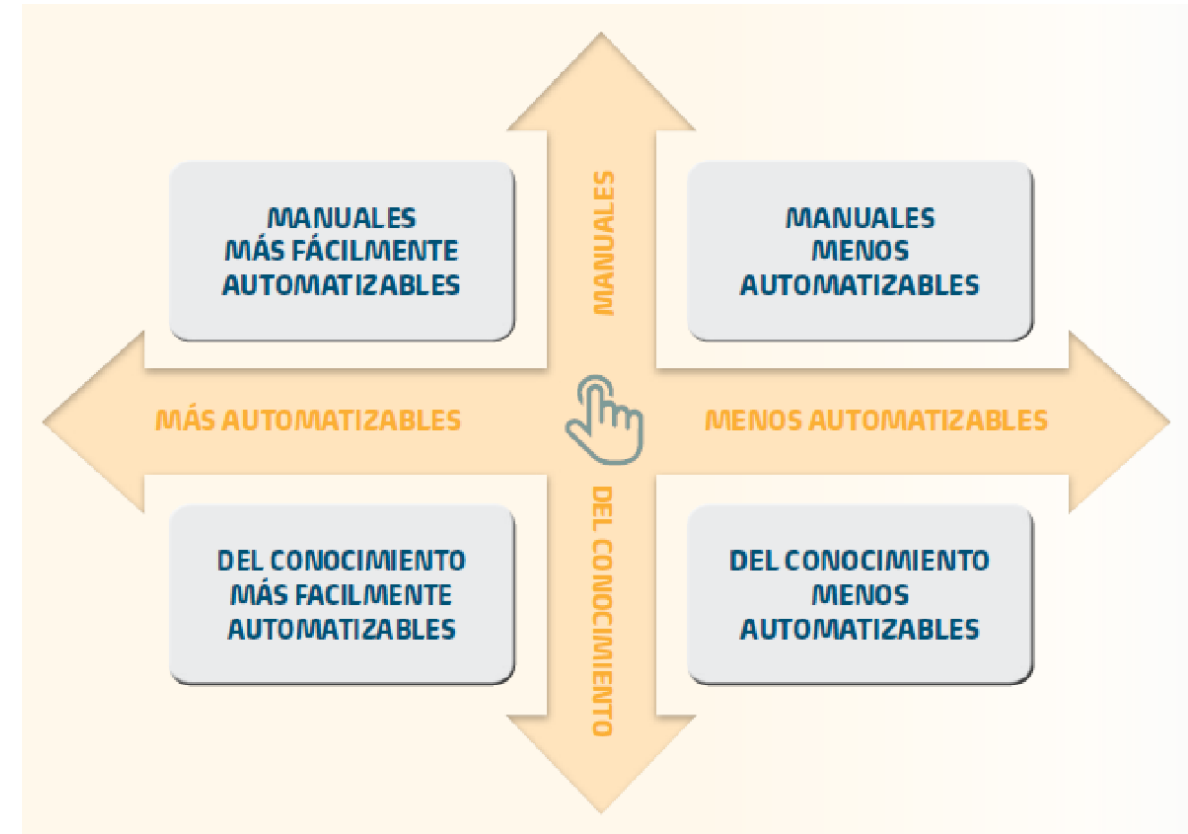 MANUALES
MANUALES
MÁS FÁCILMENTE
AUTOMATIZABLES
MANUALES
MENOS
AUTOMATIZABLES
MÁS AUTOMATIZABLES
MENOS AUTOMATIZABLES
DEL CONOCIMIENTO
DEL CONOCIMIENTO
MÁS FACILMENTE
AUTOMATIZABLES
DEL CONOCIMIENTO
MENOS
AUTOMATIZABLES